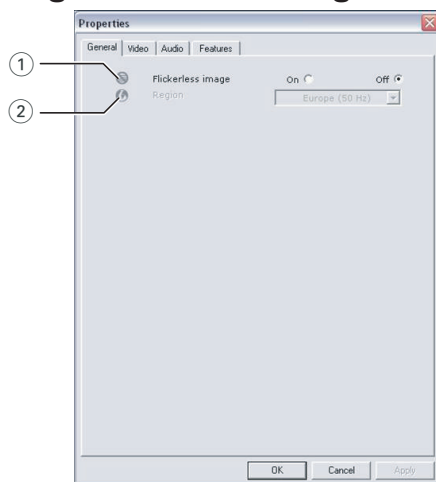 Properties
General Video Audio Features
1 Flickerless image On Off
2 Region Europe (50 Hz)
OK Cancel Apply